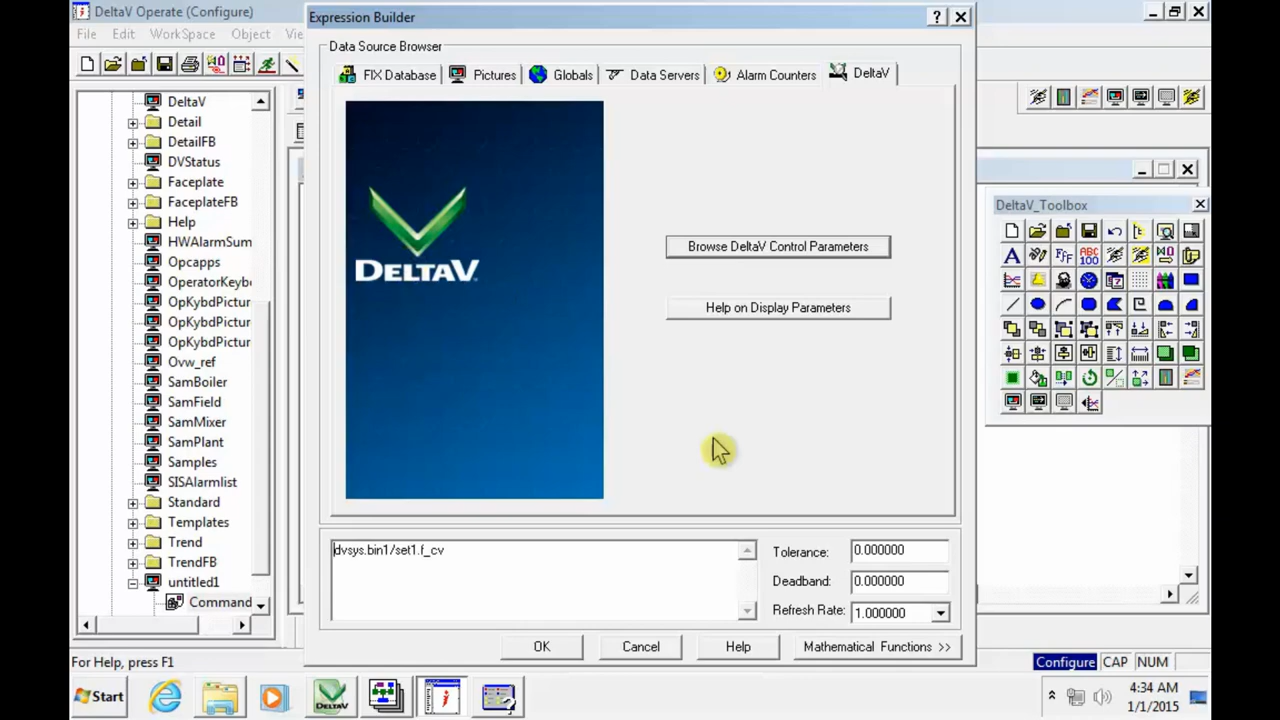 DeltaV Operate (Configure)
File Edit WorkSpace Object Vie
Expression Builder
Data Source Browser
FIX Database Pictures Globals Data Servers Alarm Counters DeltaV
DeltaV
Detail
DetailFB
DVStatus
Faceplate
FaceplateFB
Help
HWAlarmSum
Opcapps
OperatorKeyb
OpKybdPictur
OpKybdPictur
OpKybdPictur
Ovw_ref
SamBoiler
SamField
SamMixer
SamPlant
Samples
SISAlarmlist
Standard
Templates
Trend
TrendFB
untitled1
Command
DELTAV
Browse DeltaV Control Parameters
Help on Display Parameters
dvsys.bin1/set1.f_cv
Tolerance: 0.000000
Deadband: 0.000000
Refresh Rate: 1.000000
OK Cancel Help Mathematical Functions >>
DeltaV_Toolbox
For Help, press F1
Configure CAP NUM
Start
DELTAV
4:34 AM
1/1/2015